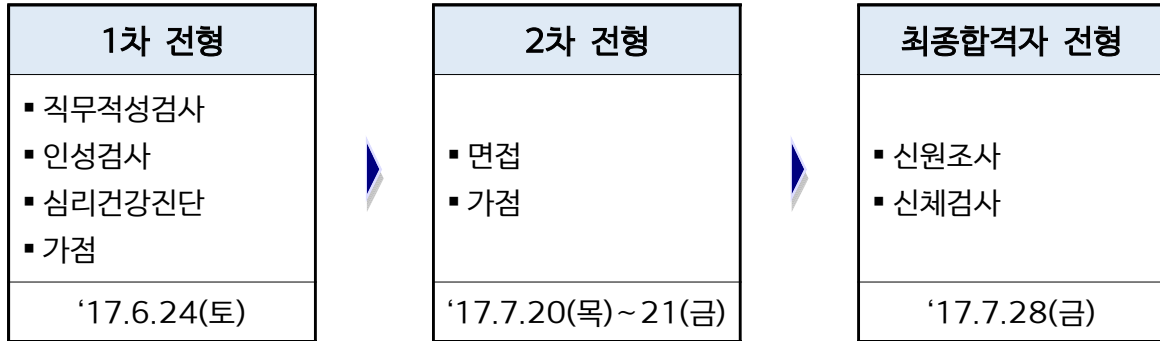 1차 전형
▪ 직무적성검사
▪ 인성검사
▪ 심리건강진단
▪ 가점
‘17.6.24(토)
2차 전형
▪ 면접
▪ 가점
‘17.7.20(목)~21(금)
최종합격자 전형
▪ 신원조사
▪ 신체검사
‘17.7.28(금)